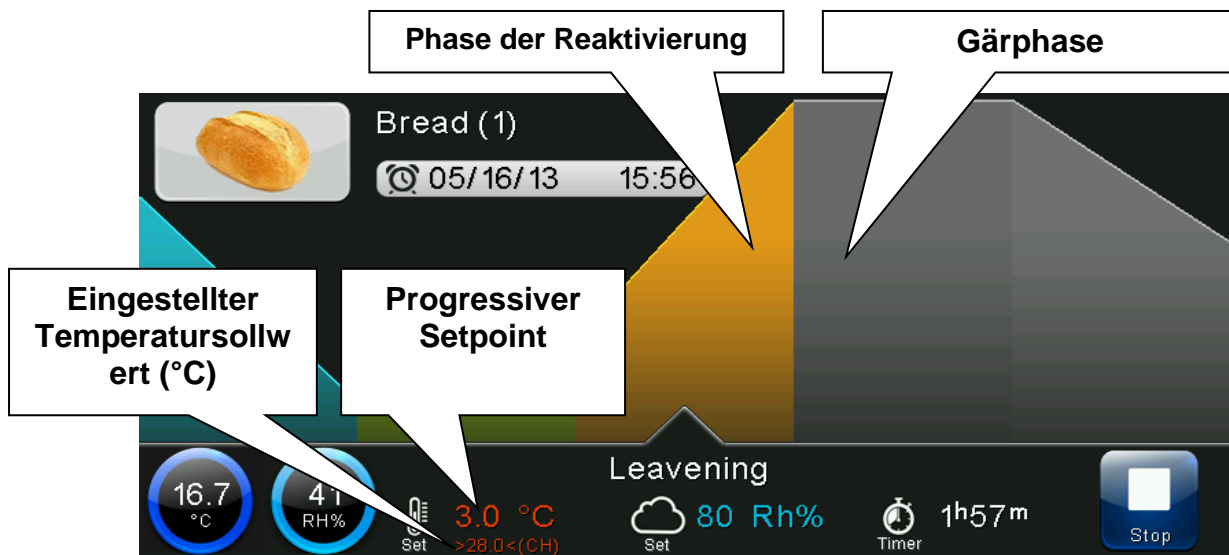 Phase der Reaktivierung
Gärphase
Bread (1)
05/16/13 15:56
Eingestellter
Temperatursollw
ert (°C)
Progressiver
Setpoint
Leavening
16.7
°C
41
RH%
Set
3.0 °C
>28.0<(CH)
Set
80 Rh%
Timer
1h57m
Stop